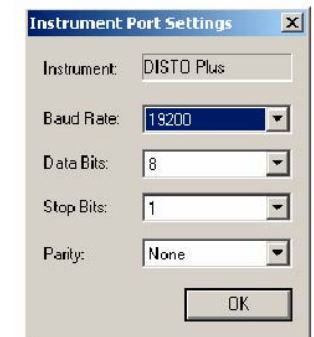 Instrument Port Settings
Instrument: DISTO Plus
Baud Rate: 19200
Data Bits: 8
Stop Bits: 1
Parity: None
OK